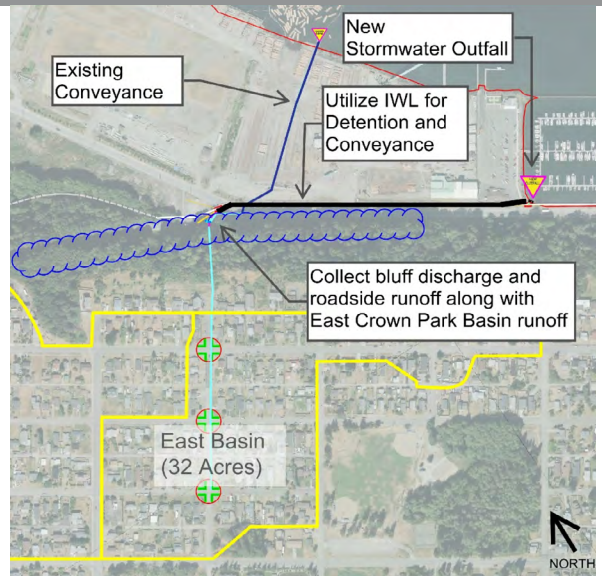 New
Stormwater Outfall
Existing
Conveyance
Utilize IWL for
Detention and
Conveyance
Collect bluff discharge and
roadside runoff along with
East Crown Park Basin runoff
East Basin
(32 Acres)
NORTH